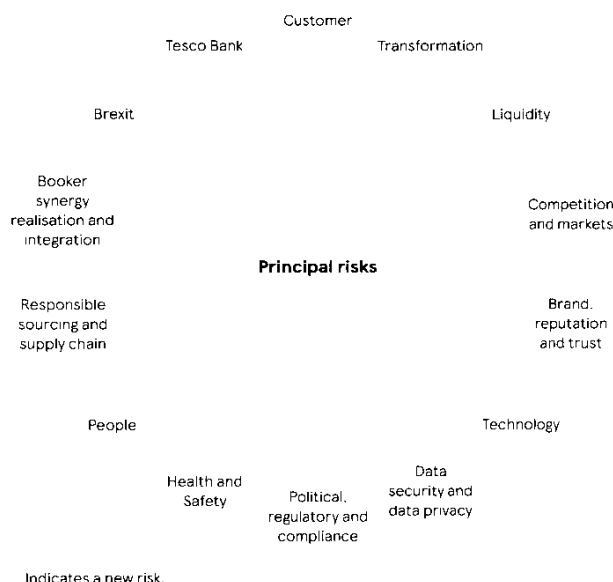 Customer
Tesco Bank
Transformation
Brexit
Liquidity
Booker
synergy
realisation and
integration
Competition
and markets
Principal risks
Responsible
sourcing and
supply chain
Brand,
reputation
and trust
People
Technology
Health and
Safety
Political,
regulatory and
compliance
Data
security and
data privacy
Indicates a new risk.